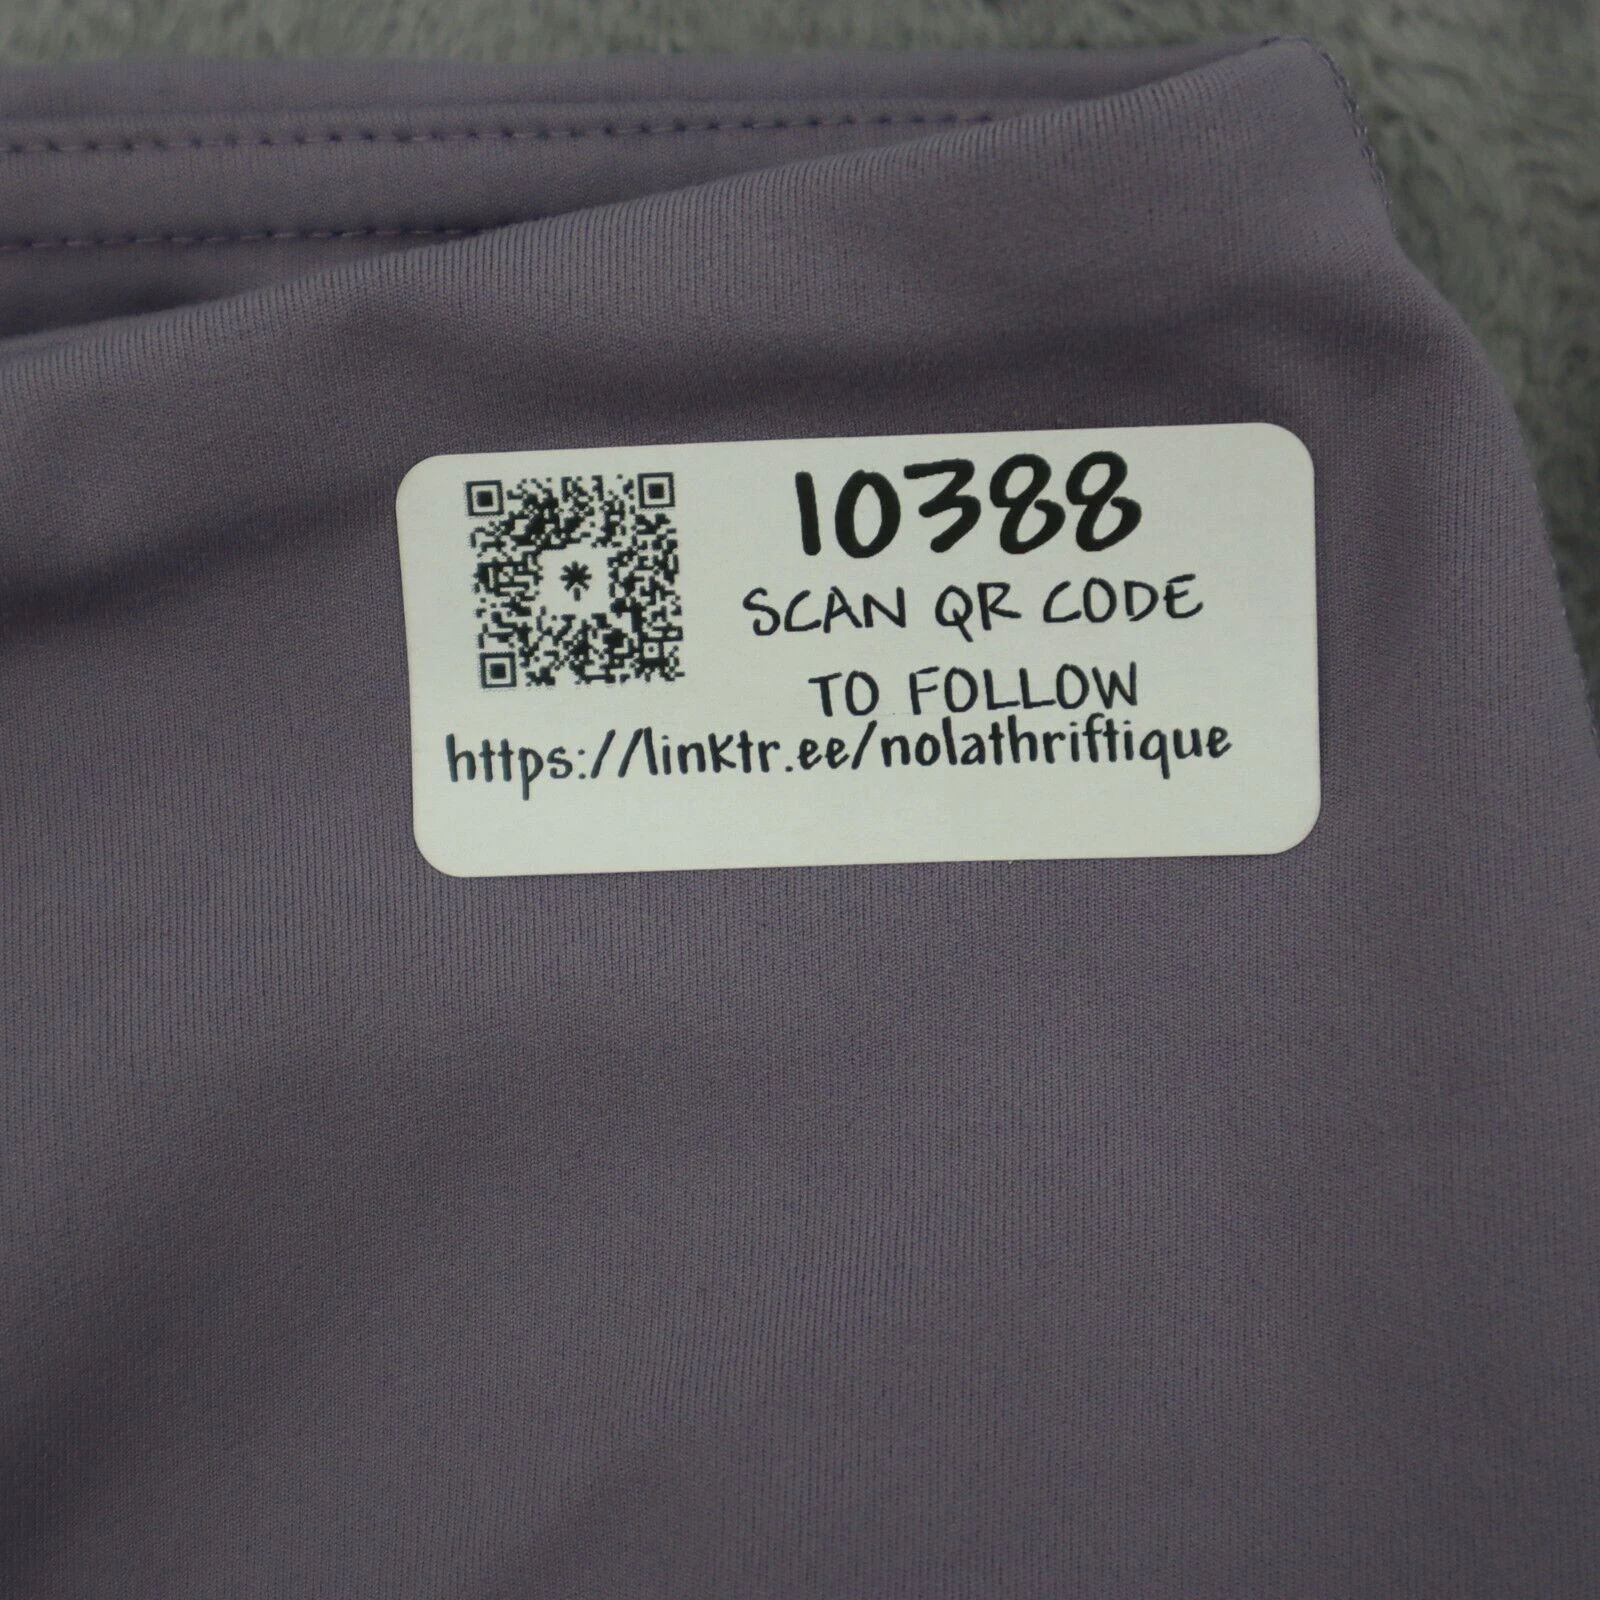 10388
SCAN QR CODE
TO FOLLOW
https://linktr.ee/nolathriftique